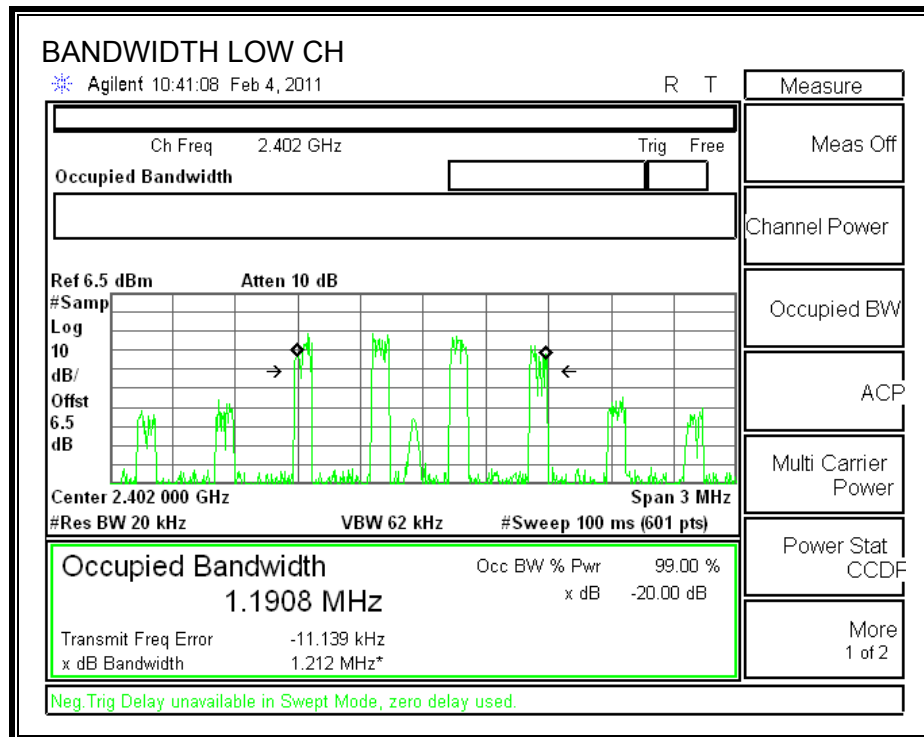 BANDWIDTH LOW CH
Agilent 10:41:08 Feb 4, 2011 R T
Measure
Ch Freq 2.402 GHz Trig Free
Occupied Bandwidth
Meas Off
Channel Power
Occupied BW
ACP
Multi Carrier
Power
Power Stat
CCDF
More
1 of 2
Ref 6.5 dBm Atten 10 dB
#Samp
Log
10
dB/
Offst
6.5
dB
Center 2.402 000 GHz Span 3 MHz
#Res BW 20 kHz VBW 62 kHz #Sweep 100 ms (601 pts)
Occupied Bandwidth Occ BW % Pwr 99.00 %
1.1908 MHz x dB -20.00 dB
Transmit Freq Error -11.139 kHz
x dB Bandwidth 1.212 MHz*
Neg.Trig Delay unavailable in Swept Mode, zero delay used.